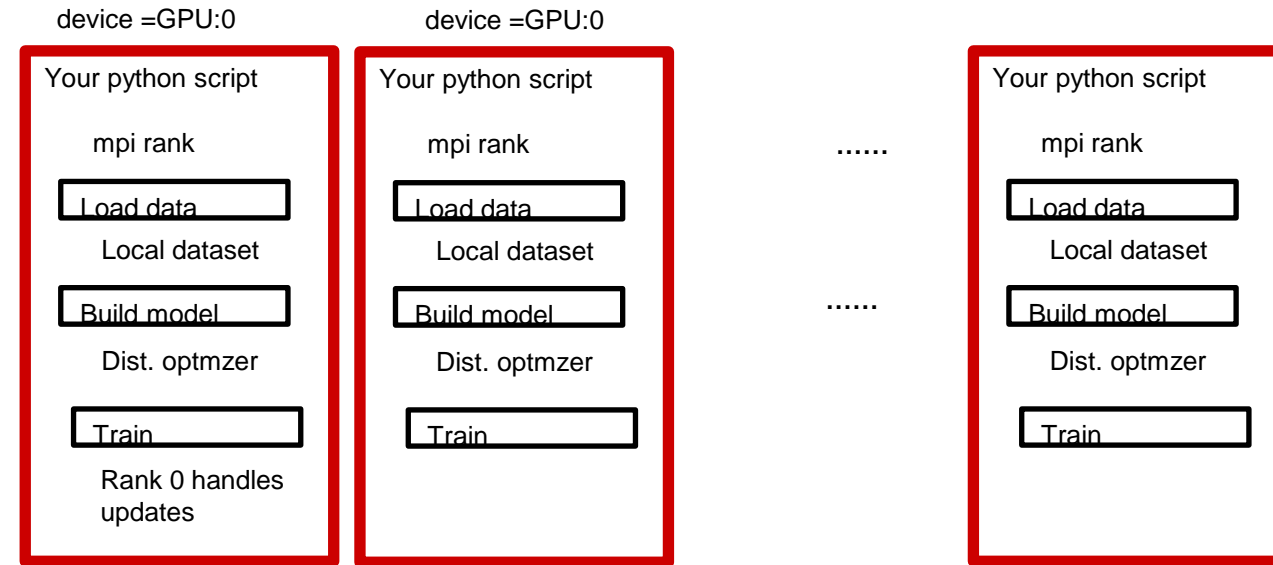 device =GPU:0
Your python script
mpi rank
Load data
Local dataset
Build model
Dist. optmzer
Train
Rank 0 handles
updates
device =GPU:0
Your python script
mpi rank
Load data
Local dataset
Build model
Dist. optmzer
Train
......
......
Your python script
mpi rank
Load data
Local dataset
Build model
Dist. optmzer
Train